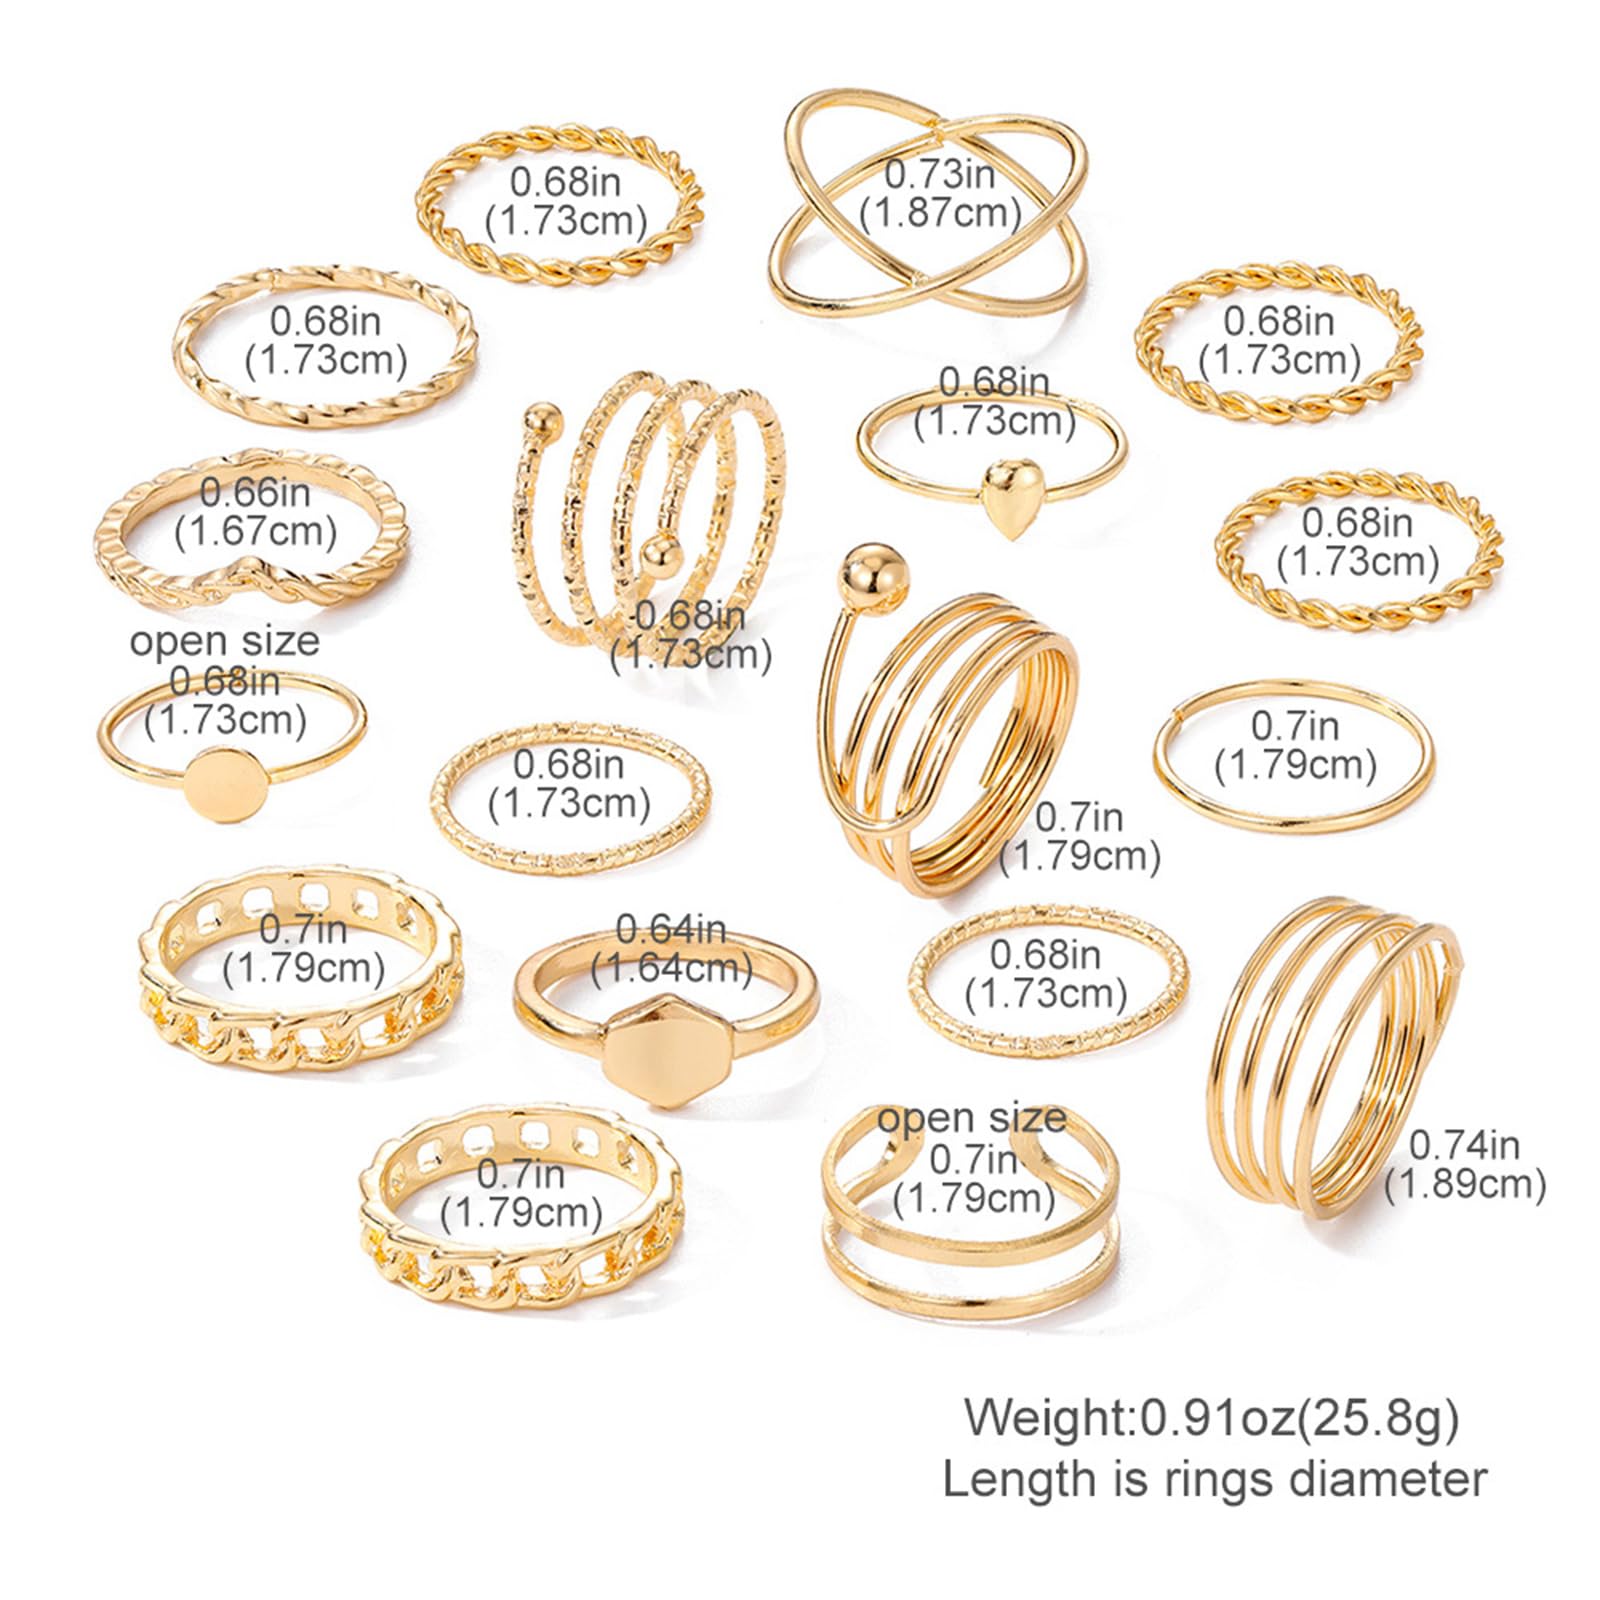 0.68in
(1.73cm)
0.73in
(1.87cm)
0.68in
(1.73cm)
0.68in
(1.73cm)
0.68in
(1.73cm)
0.66in
(1.67cm)
0.68in
(1.73cm)
0.68in
(1.73cm)
open size
0.68in
(1.73cm)
0.68in
(1.73cm)
0.7in
(1.79cm)
0.7in
(1.79cm)
0.7in
(1.79cm)
0.64in
(1.64cm)
0.68in
(1.73cm)
open size
0.7in
(1.79cm)
0.7in
(1.79cm)
0.74in
(1.89cm)
Weight:0.91oz(25.8g)
Length is rings diameter